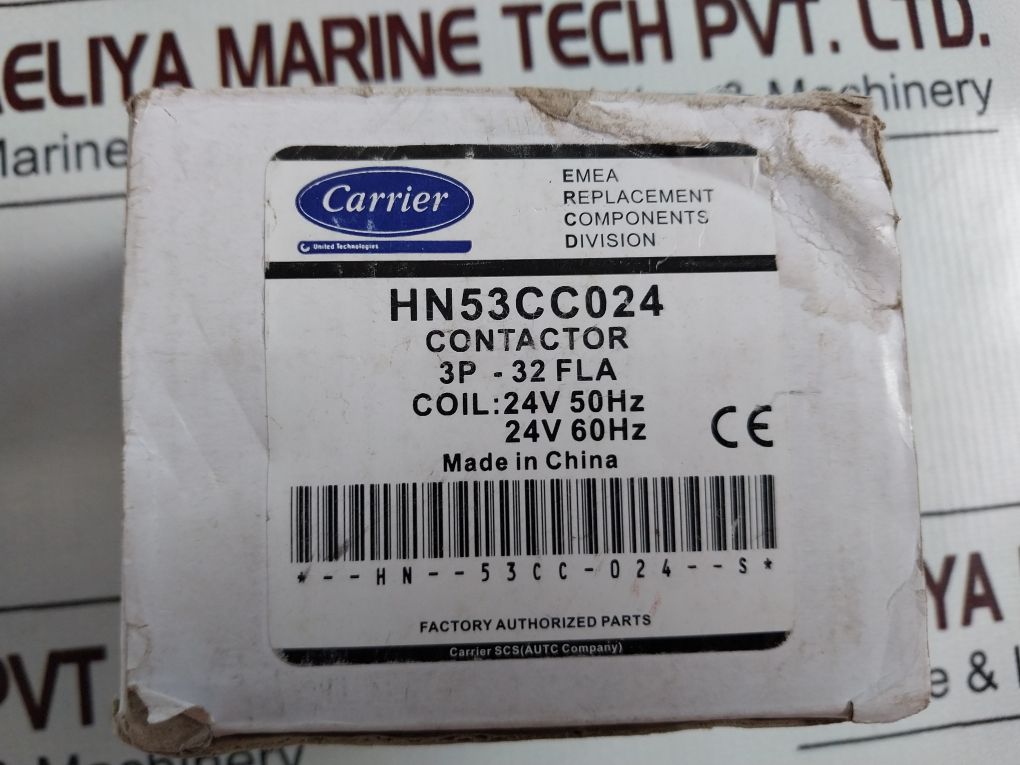 AELIYA MARINE TECH PVT. LTD.
& Machinery
Marine
Carrier
United Technologies
EMEA
REPLACEMENT
COMPONENTS
DIVISION
HN53CC024
CONTACTOR
3P - 32 FLA
COIL:24V 50Hz
24V 60Hz
CE
Made in China
*---HN--53CC-024--S*
FACTORY AUTHORIZED PARTS
Carrier SCS(AUTC Company)
IYA
PVT
e &